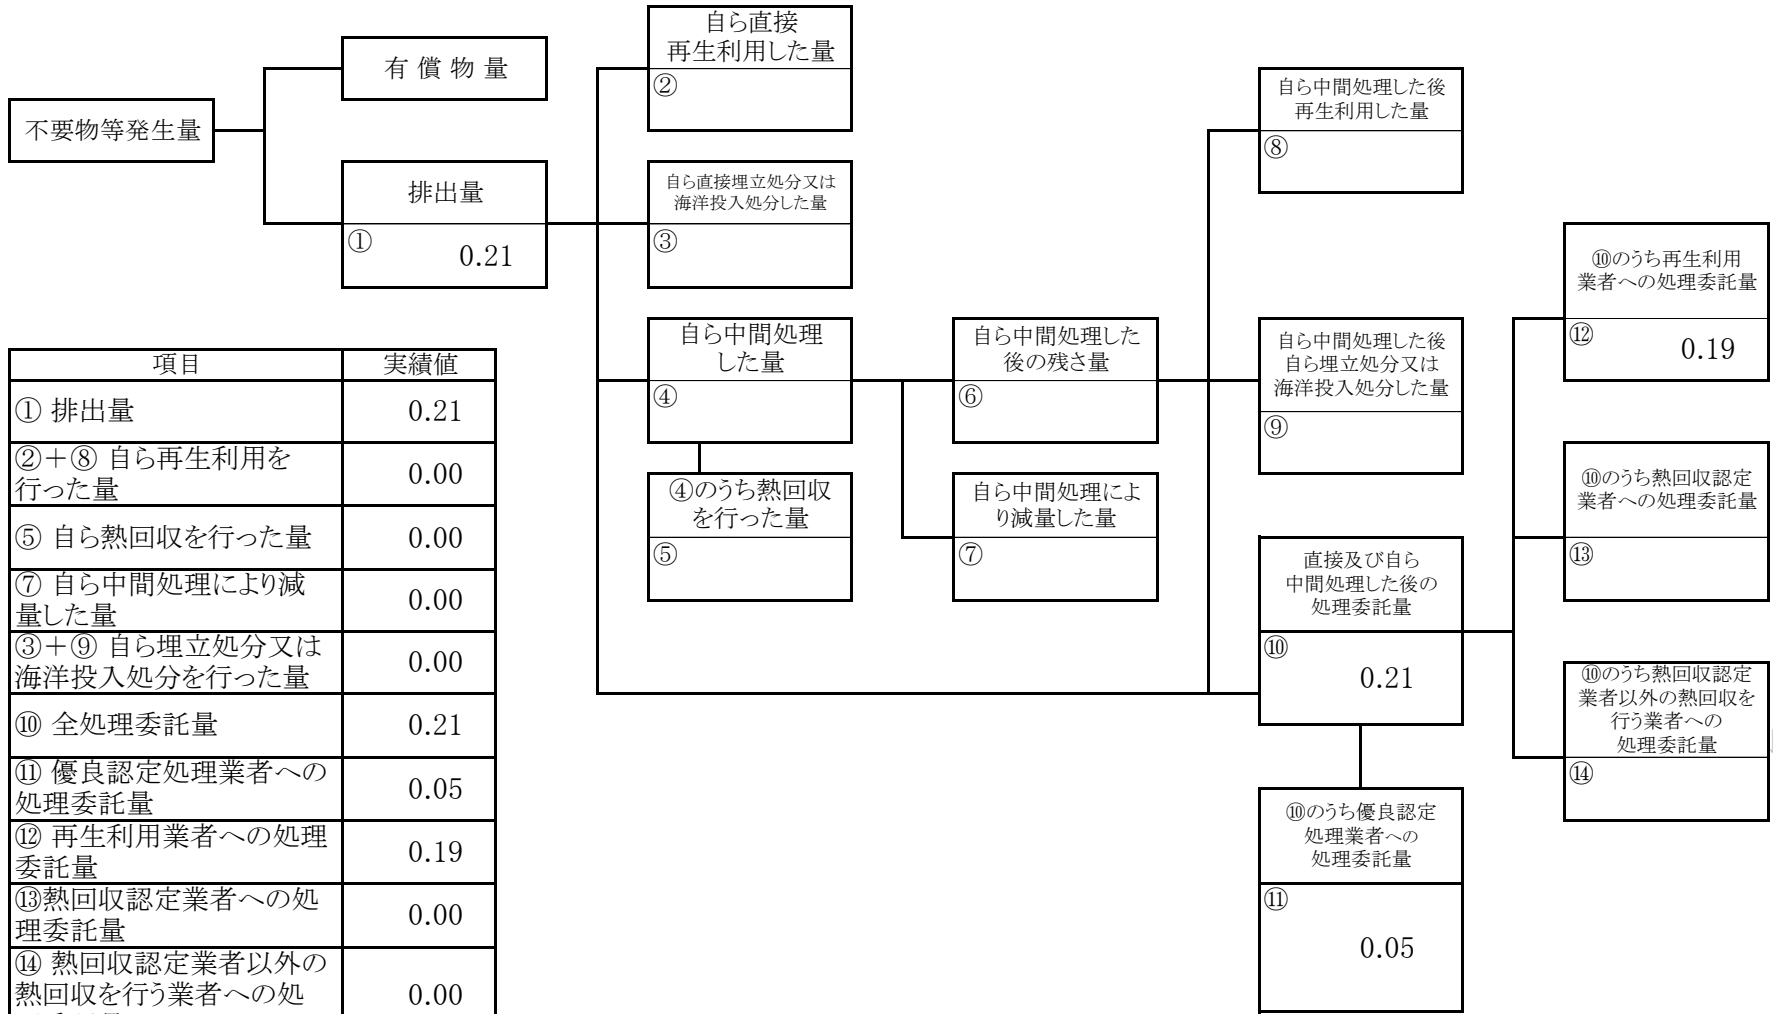 自ら直接
再生利用した量
②
有 償 物 量
不要物等発生量
排出量
①
0.21
自ら直接埋立処分又は
海洋投入処分した量
③
自ら中間処理した後
再生利用した量
⑧
⑩のうち再生利用
業者への処理委託量
⑫
0.19
自ら中間処理
した量
④
自ら中間処理した
後の残さ量
⑥
自ら中間処理した後
自ら埋立処分又は
海洋投入処分した量
⑨
④のうち熱回収
を行った量
⑤
自ら中間処理によ
り減量した量
⑦
⑩のうち熱回収認定
業者への処理委託量
⑬
直接及び自ら
中間処理した後の
処理委託量
⑩
0.21
⑩のうち熱回収認定
業者以外の熱回収を
行う業者への
処理委託量
⑭
⑩のうち優良認定
処理業者への
処理委託量
⑪
0.05
項目 実績値
① 排出量 0.21
②＋⑧ 自ら再生利用を
行った量 0.00
⑤ 自ら熱回収を行った量 0.00
⑦ 自ら中間処理により減
量した量 0.00
③＋⑨ 自ら埋立処分又は
海洋投入処分を行った量 0.00
⑩ 全処理委託量 0.21
⑪ 優良認定処理業者への
処理委託量 0.05
⑫ 再生利用業者への処理
委託量 0.19
⑬熱回収認定業者への処
理委託量 0.00
⑭ 熱回収認定業者以外の
熱回収を行う業者への処 0.00